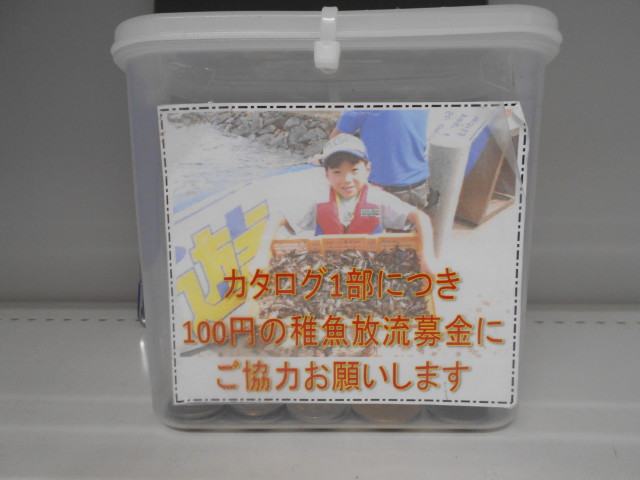 遊
カタログ1部につき
100円の稚魚放流募金に
ご協力お願いします